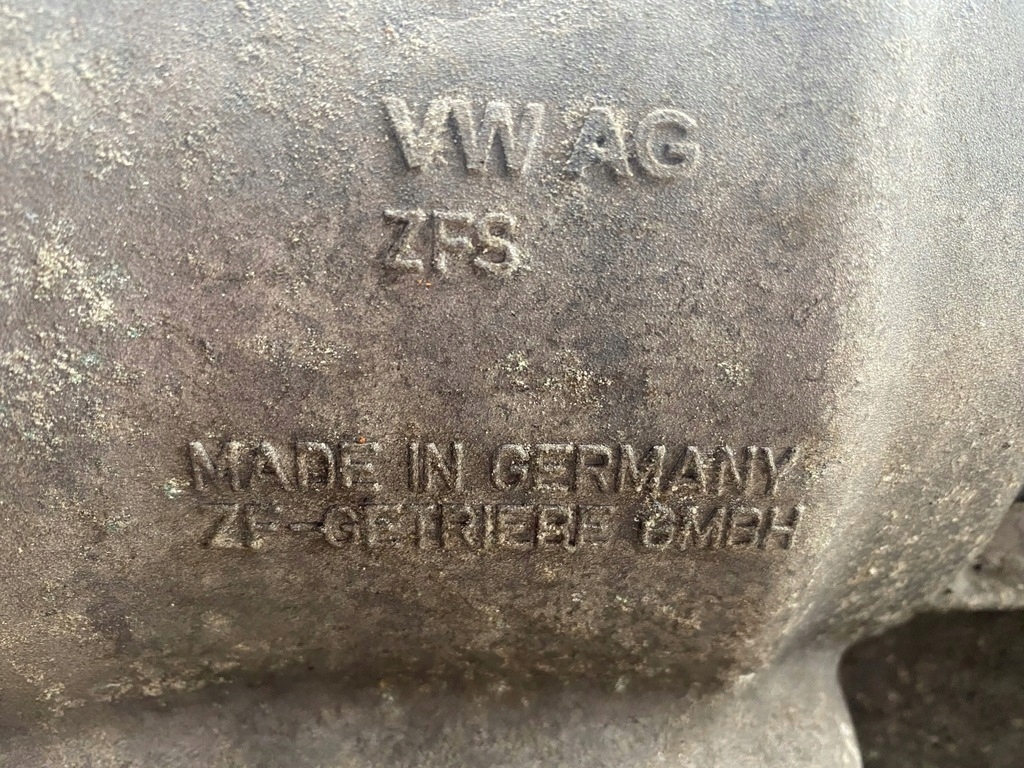 VW AG
ZFS
MADE IN GERMANY
ZF-GETRIEBE GMBH